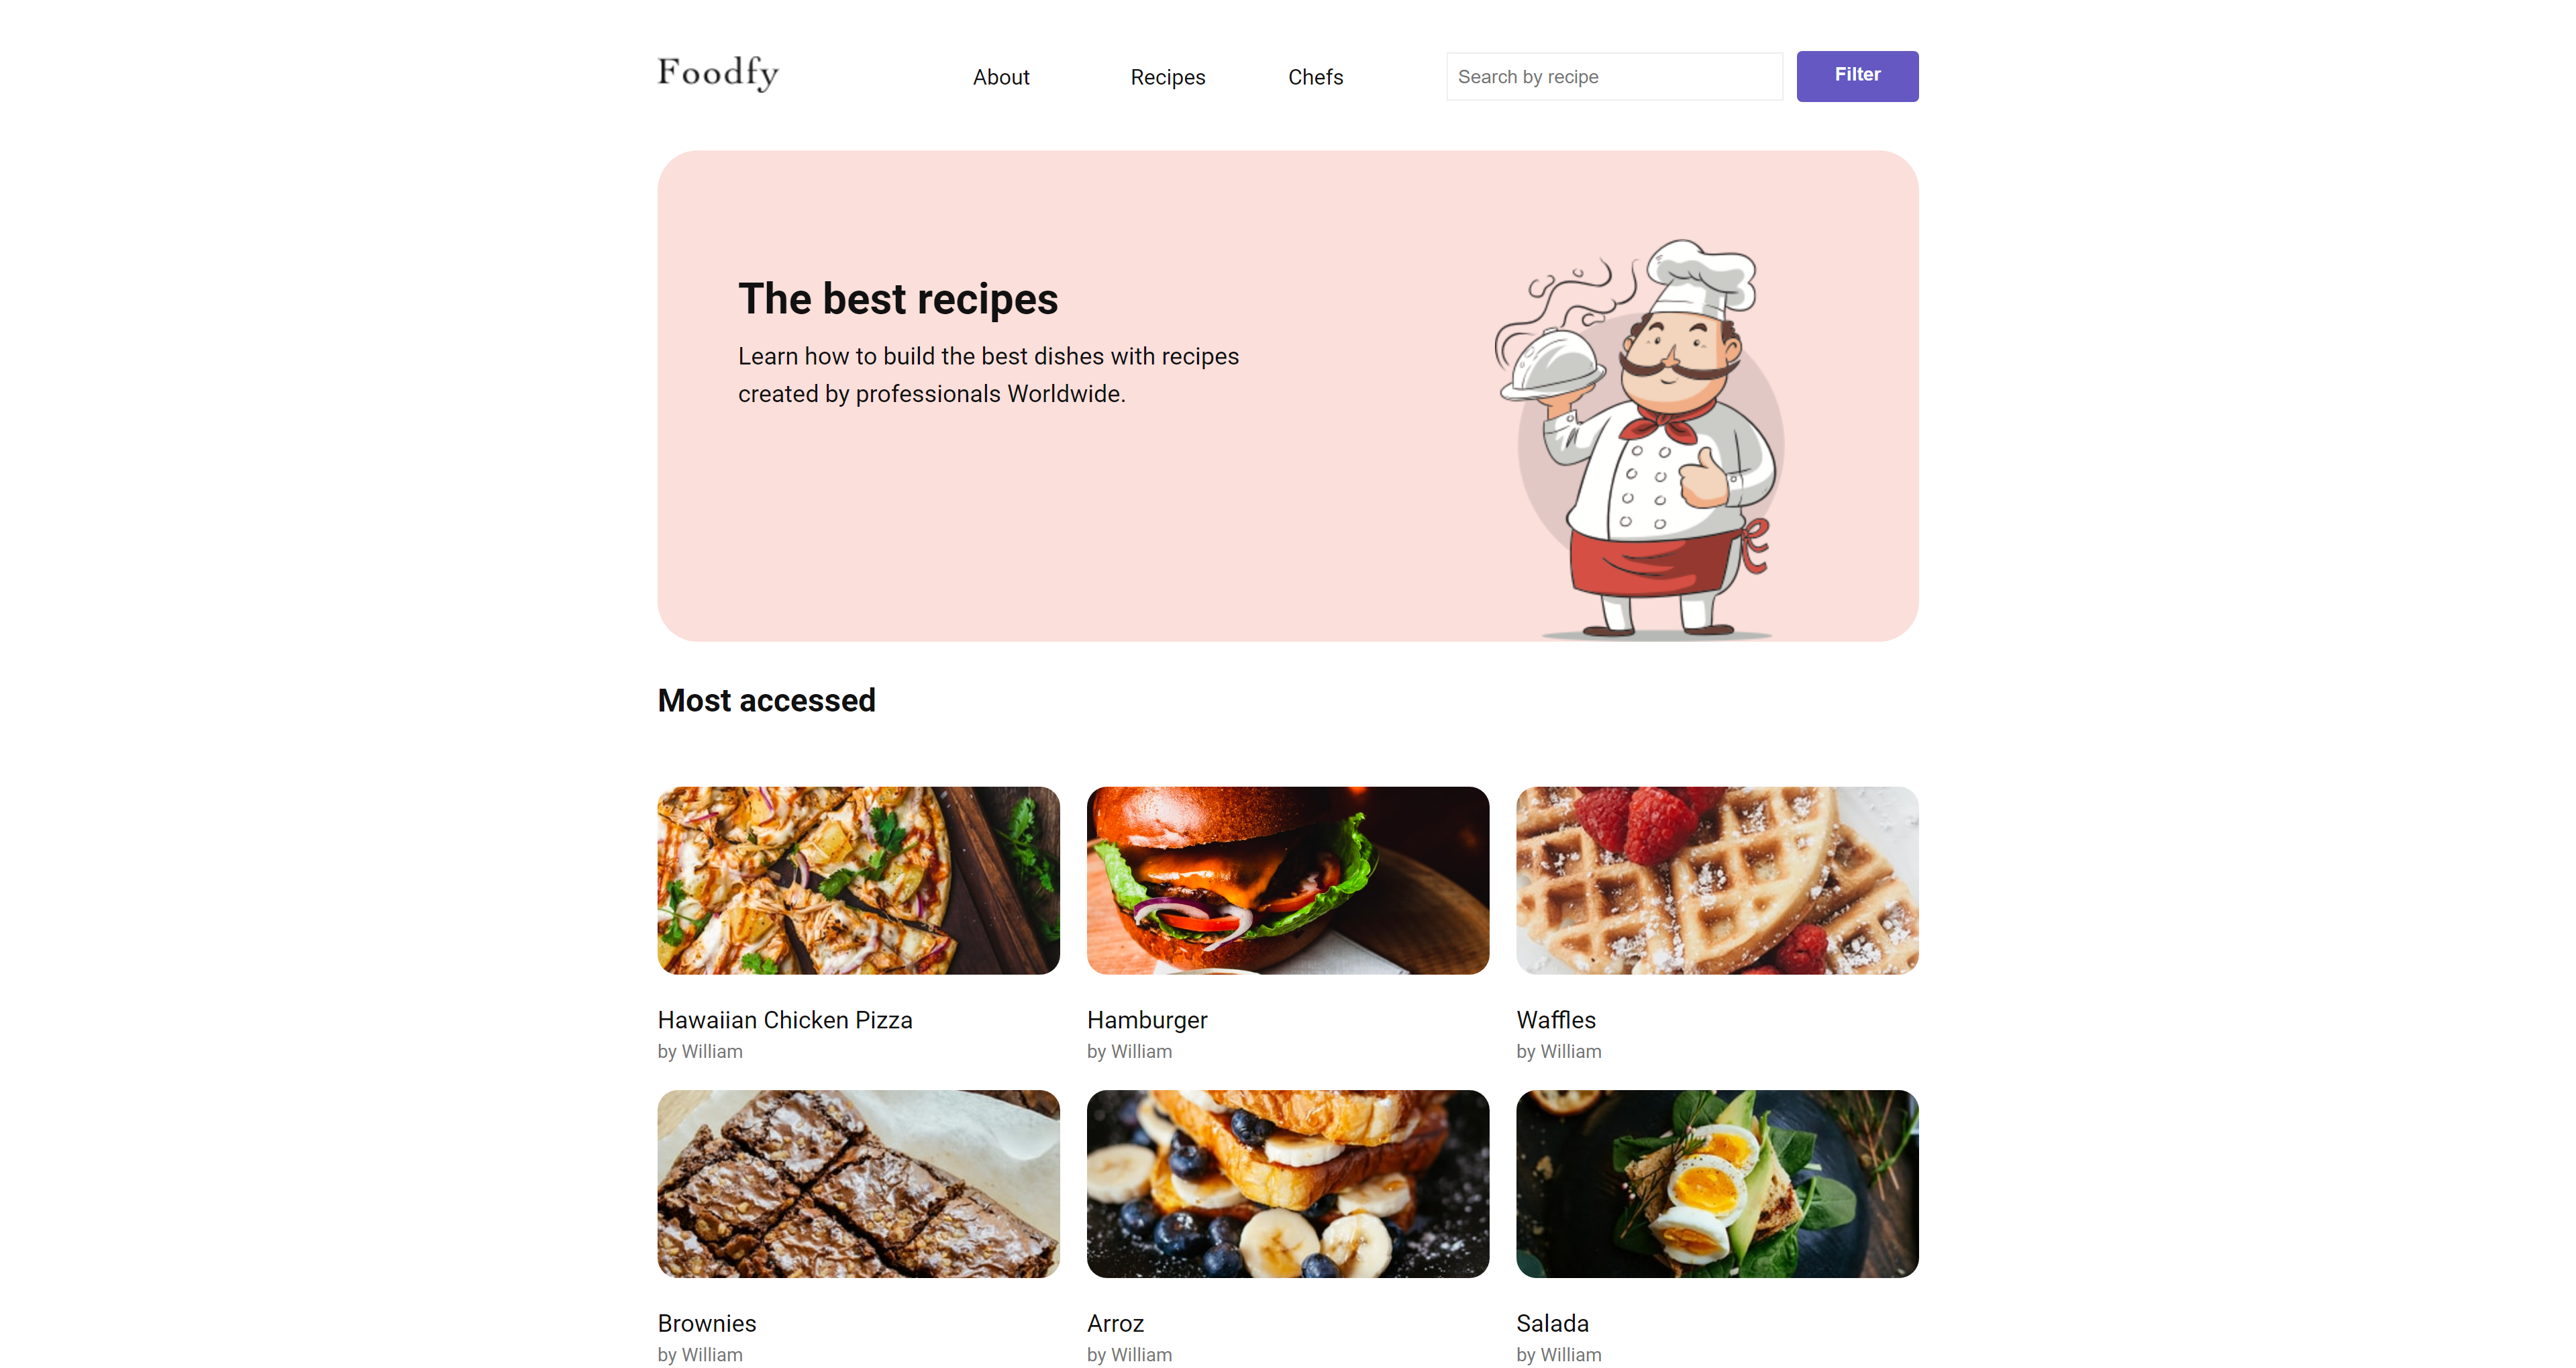 Foodfy
About
Recipes
Chefs
Search by recipe
Filter
The best recipes
Learn how to build the best dishes with recipes
created by professionals Worldwide.
Most accessed
Hawaiian Chicken Pizza
by William
Hamburger
by William
Waffles
by William
Brownies
by William
Arroz
by William
Salada
by William